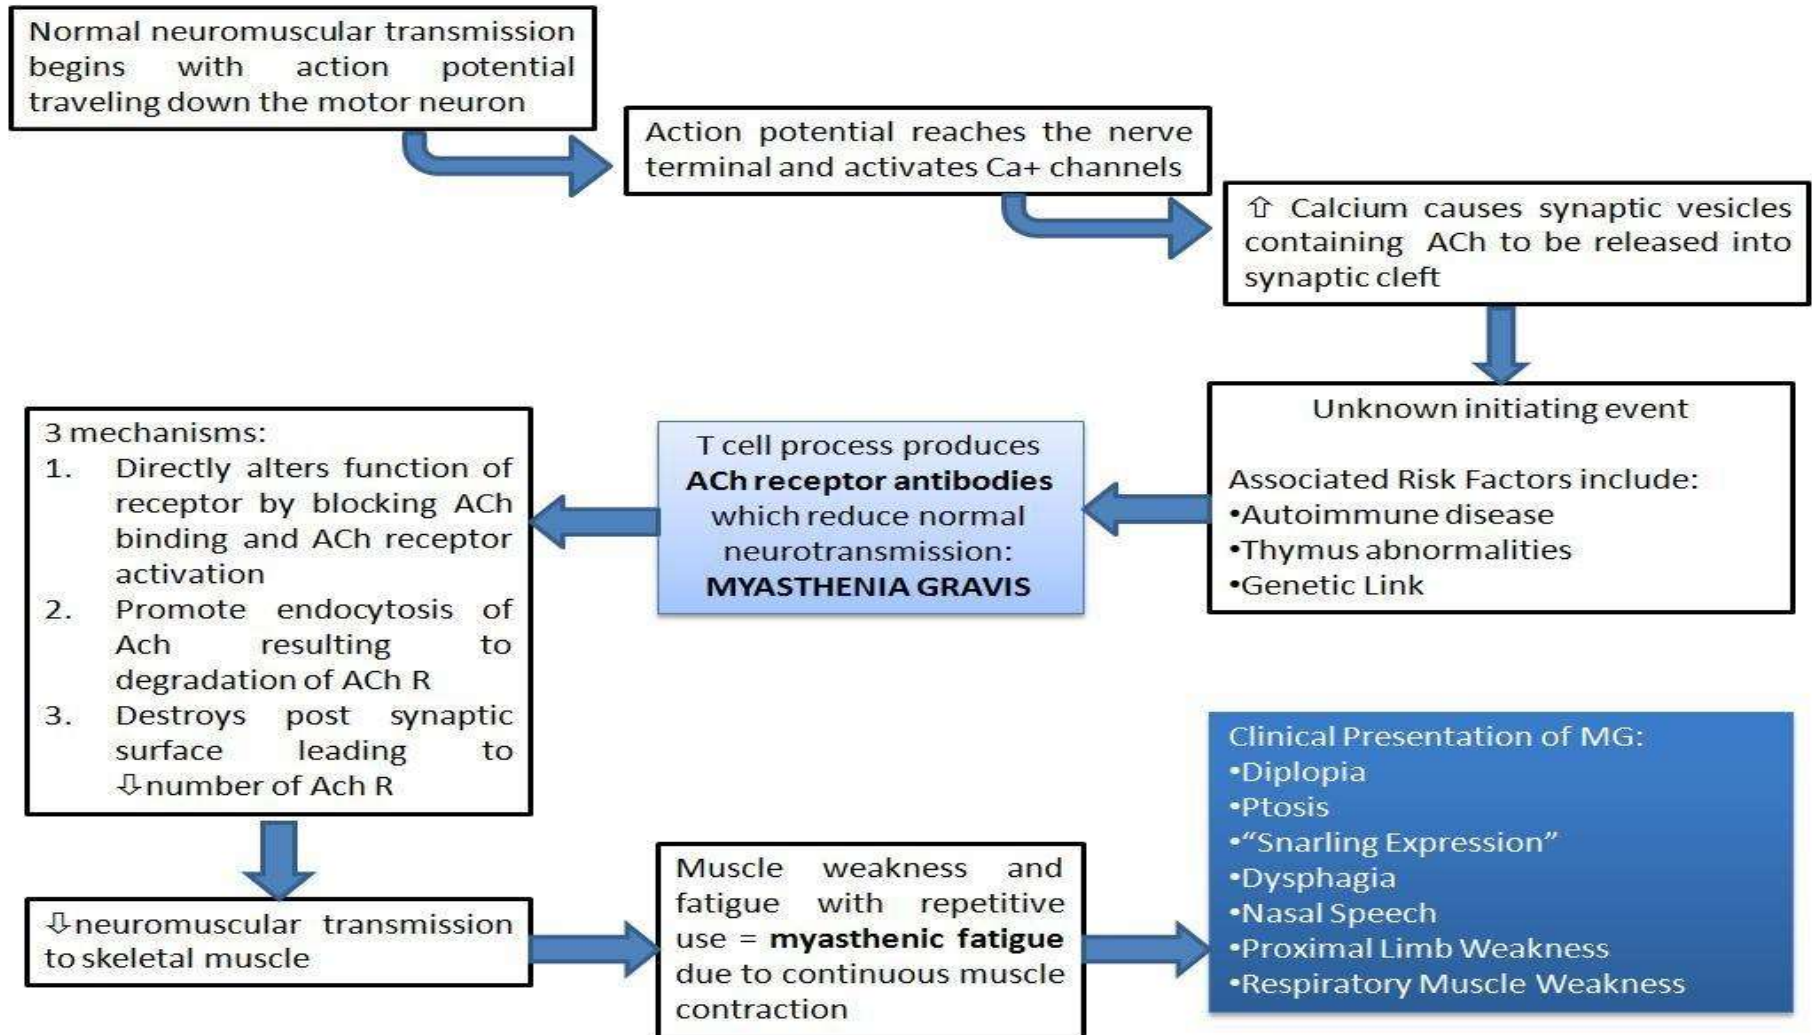 Normal neuromuscular transmission
begins with action potential
traveling down the motor neuron
Action potential reaches the nerve
terminal and activates Ca+ channels
⇧ Calcium causes synaptic vesicles
containing ACh to be released into
synaptic cleft
Unknown initiating event
Associated Risk Factors include:
•Autoimmune disease
•Thymus abnormalities
•Genetic Link
T cell process produces
ACh receptor antibodies
which reduce normal
neurotransmission:
MYASTHENIA GRAVIS
3 mechanisms:
1. Directly alters function of
receptor by blocking ACh
binding and ACh receptor
activation
2. Promote endocytosis of
Ach resulting to
degradation of ACh R
3. Destroys post synaptic
surface leading to
⇩number of Ach R
⇩neuromuscular transmission
to skeletal muscle
Muscle weakness and
fatigue with repetitive
use = myasthenic fatigue
due to continuous muscle
contraction
Clinical Presentation of MG:
•Diplopia
•Ptosis
•“Snarling Expression”
•Dysphagia
•Nasal Speech
•Proximal Limb Weakness
•Respiratory Muscle Weakness